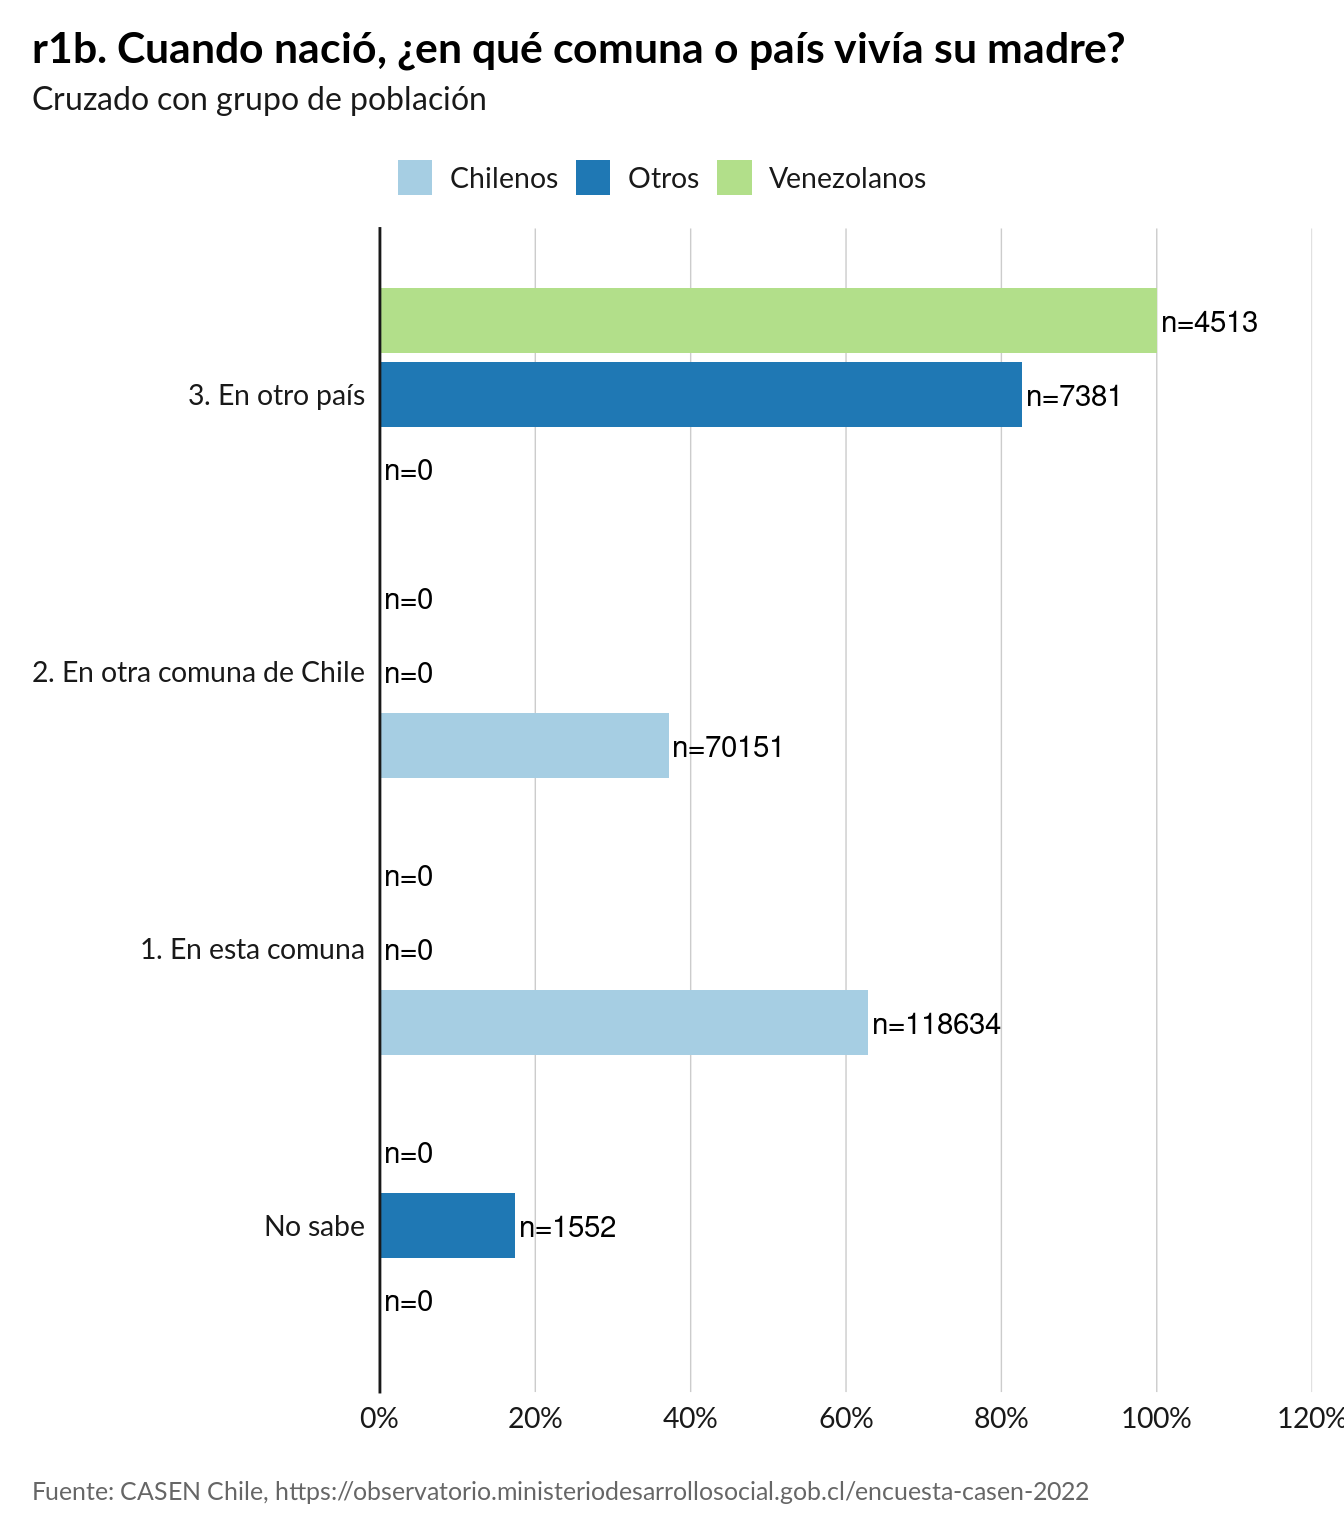 r1b. Cuando nació, ¿en qué comuna o país vivía su madre?
Cruzado con grupo de población
Chilenos Otros Venezolanos
n=4513
3. En otro país n=7381
n=0
n=0
2. En otra comuna de Chile n=0
n=70151
n=0
1. En esta comuna n=0
n=118634
n=0
No sabe n=1552
n=0
0% 20% 40% 60% 80% 100% 120%
Fuente: CASEN Chile, https://observatorio.ministeriodesarrollosocial.gob.cl/encuesta-casen-2022